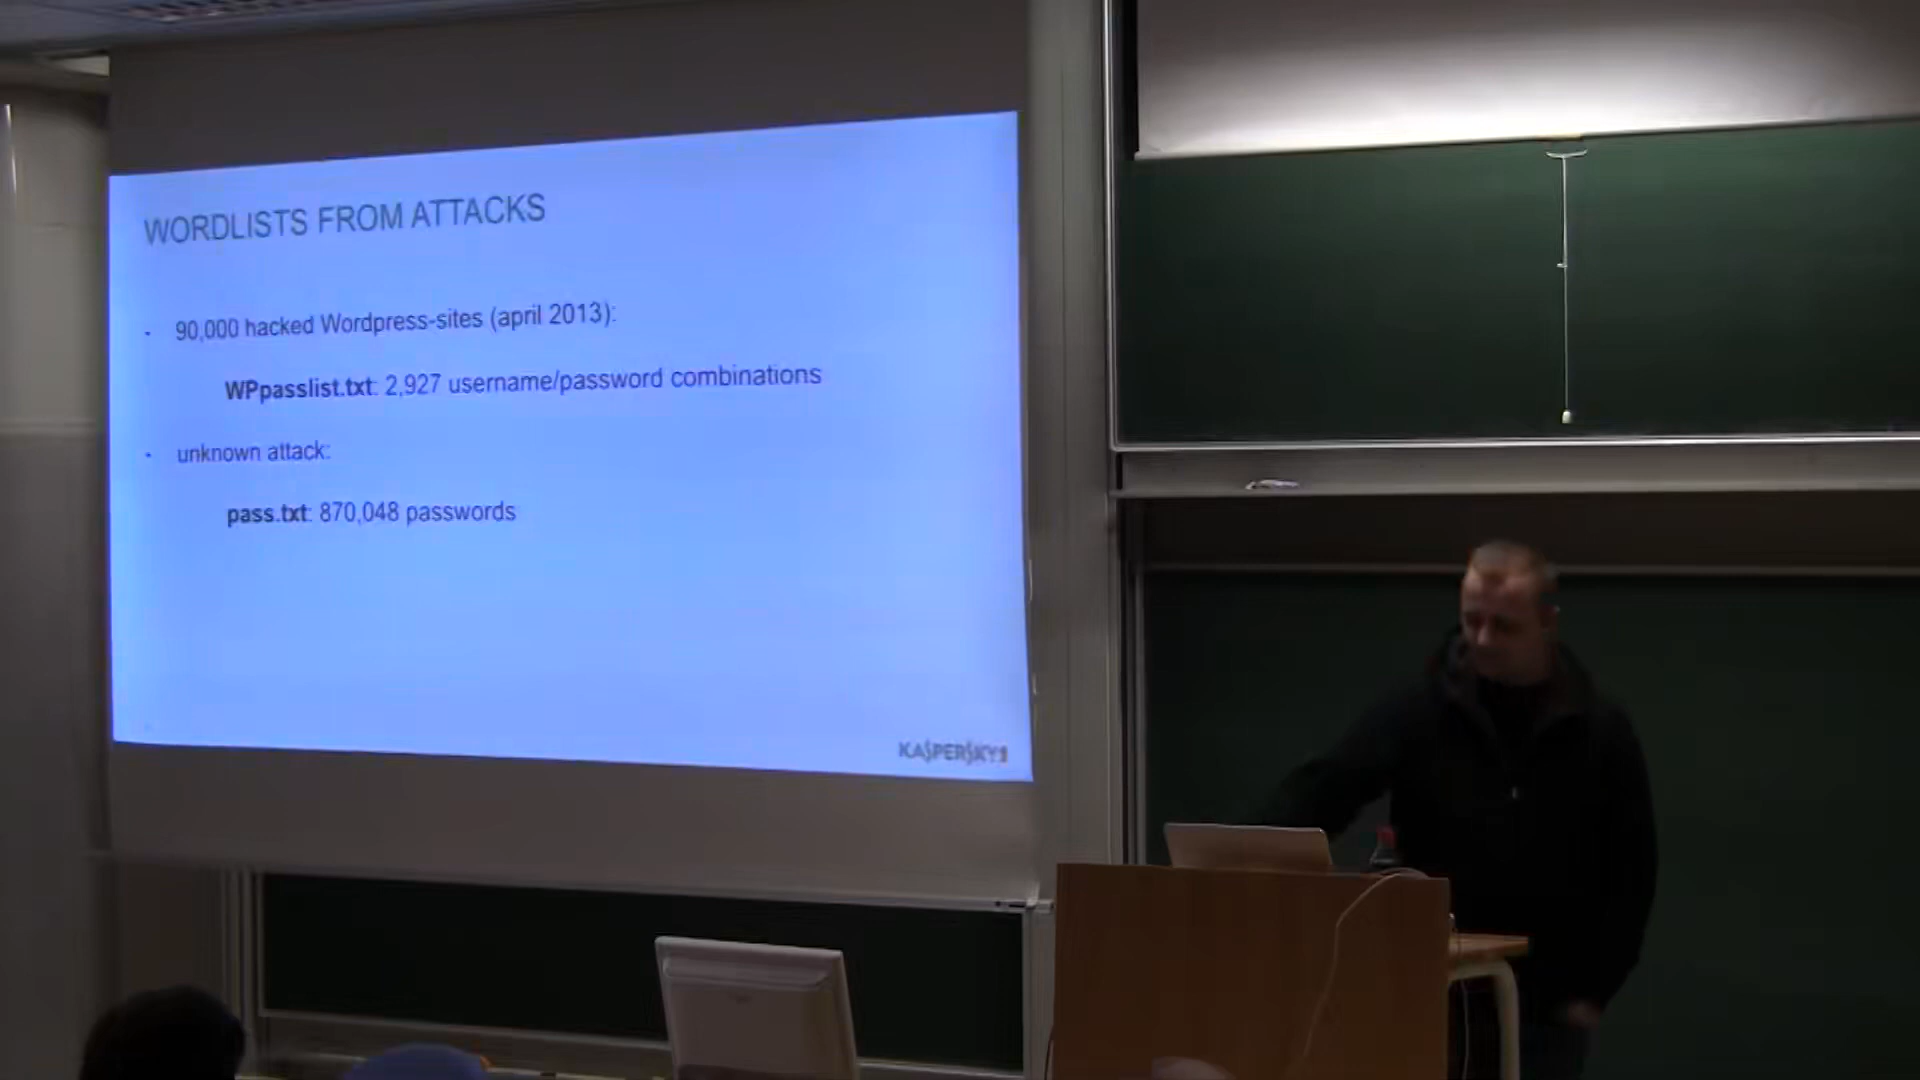 WORDLISTS FROM ATTACKS
- 90,000 hacked Wordpress-sites (april 2013):
WPpasslist.txt: 2,927 username/password combinations
- unknown attack:
pass.txt: 870,048 passwords
KASPERSKY